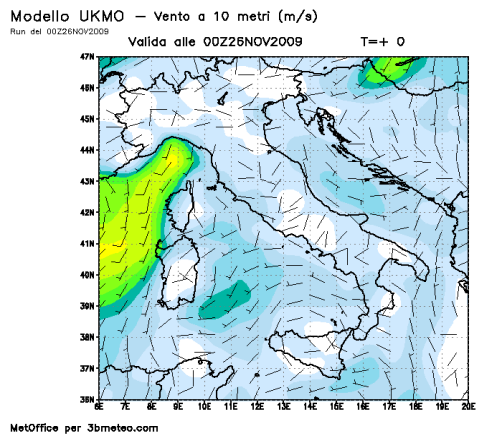 Modello UKMO – Vento a 10 metri (m/s)
Run del 00Z26NOV2009
Valida alle 00Z26NOV2009 T=+ 0
47N
46N
45N
44N
43N
42N
41N
40N
39N
38N
37N
36N
35N
6E 7E 8E 9E 10E 11E 12E 13E 14E 15E 16E 17E 18E 19E 20E
MetOffice per 3bmeteo.com